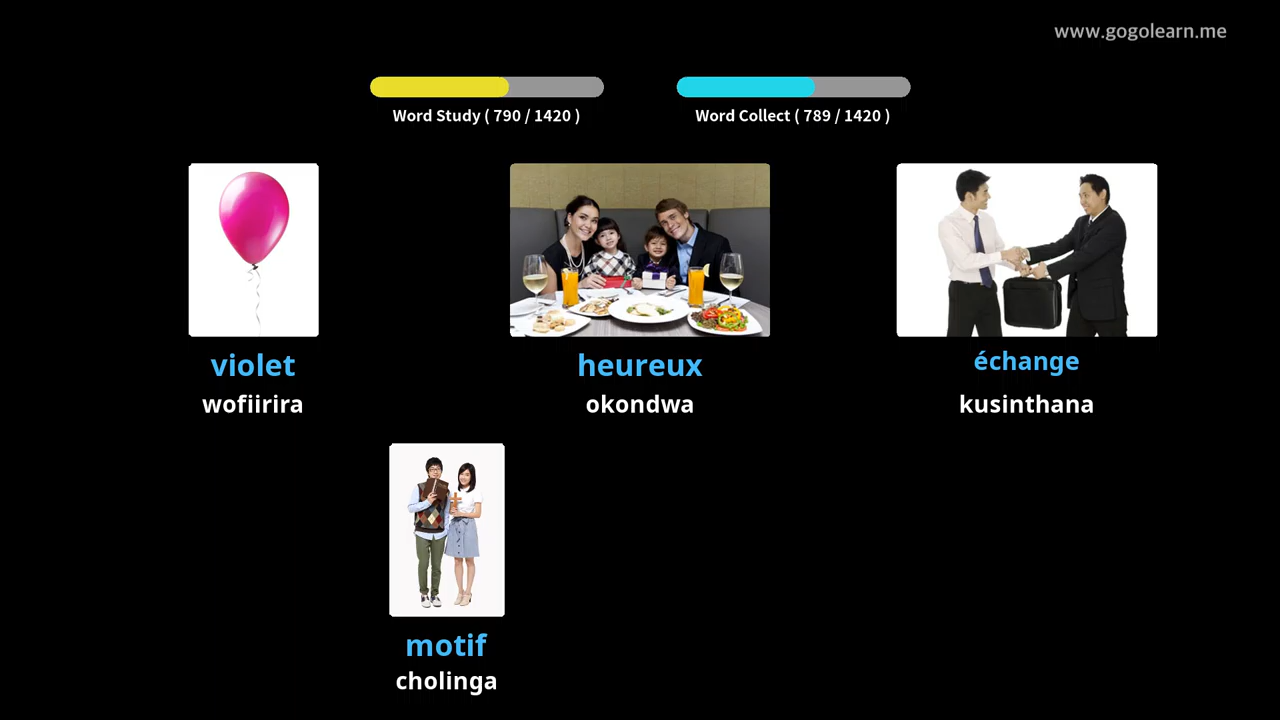 www.gogolearn.me
Word Study ( 790 / 1420 )
Word Collect ( 789 / 1420 )
violet
wofiirira
heureux
okondwa
échange
kusinthana
motif
cholinga